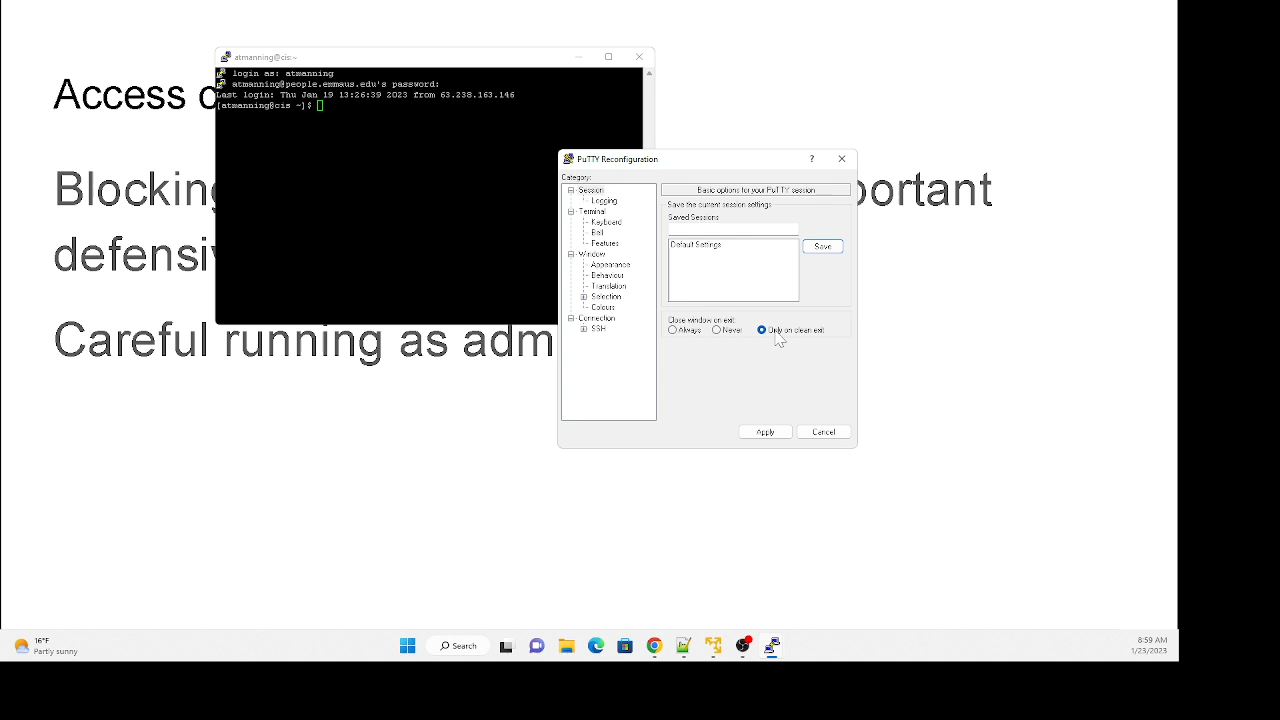 Access c
Blocking
portant
defensiv
Careful running as adm
atmanning@cis:~
login as: atmanning
atmanning@people.emmaus.edu's password:
Last login: Thu Jan 19 13:26:39 2023 from 63.238.163.146
[atmanning@cis ~]$
PuTTY Reconfiguration
?
Category:
Session
Logging
Terminal
Keyboard
Bell
Features
Window
Appearance
Behaviour
Translation
Selection
Colours
Connection
SSH
Basic options for your PuTTY session
Save the current session settings
Saved Sessions
Default Settings
Save
Close window on exit:
Always Never Only on clean exit
Apply Cancel
16°F
Partly sunny
Search
8:59 AM
1/23/2023